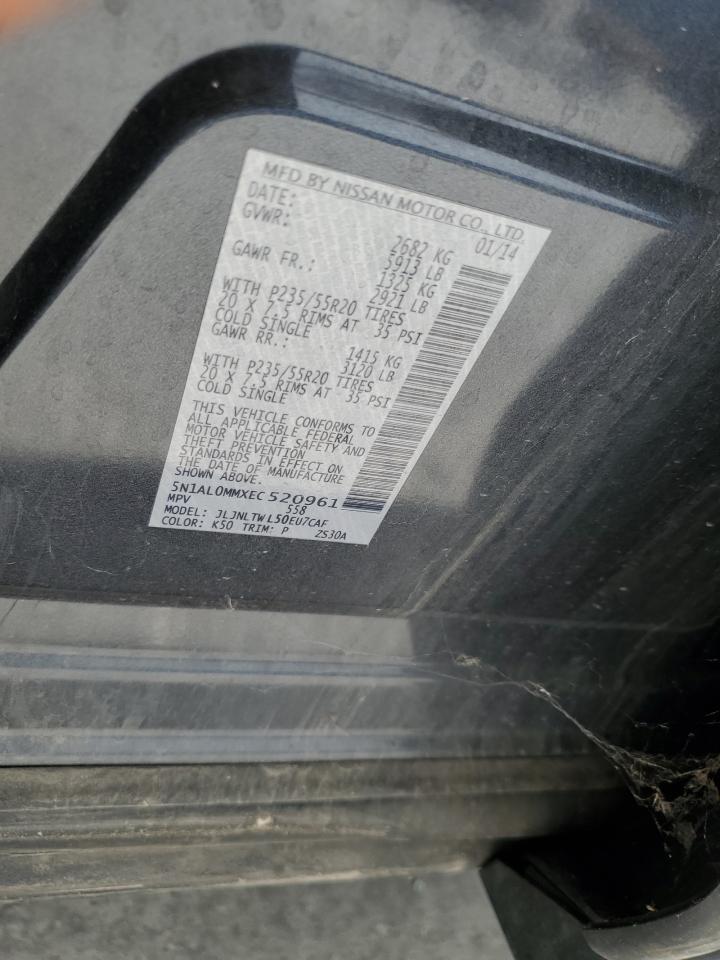 MFD BY NISSAN MOTOR CO., LTD.
DATE: 01/14
GVWR: 2682 KG
5913 LB
GAWR FR.: 1325 KG
2921 LB
WITH P235/55R20 TIRES
20 X 7.5 RIMS AT 35 PSI
COLD SINGLE
GAWR RR.: 1415 KG
3120 LB
WITH P235/55R20 TIRES
20 X 7.5 RIMS AT 35 PSI
COLD SINGLE
THIS VEHICLE CONFORMS TO
ALL APPLICABLE FEDERAL
MOTOR VEHICLE SAFETY AND
THEFT PREVENTION
STANDARDS IN EFFECT ON
THE DATE OF MANUFACTURE
SHOWN ABOVE.
5N1AL0MMXEC520961
MPV 558
MODEL: JLJNLTWL50EU7CAF
COLOR: K50 TRIM: P ZS30A